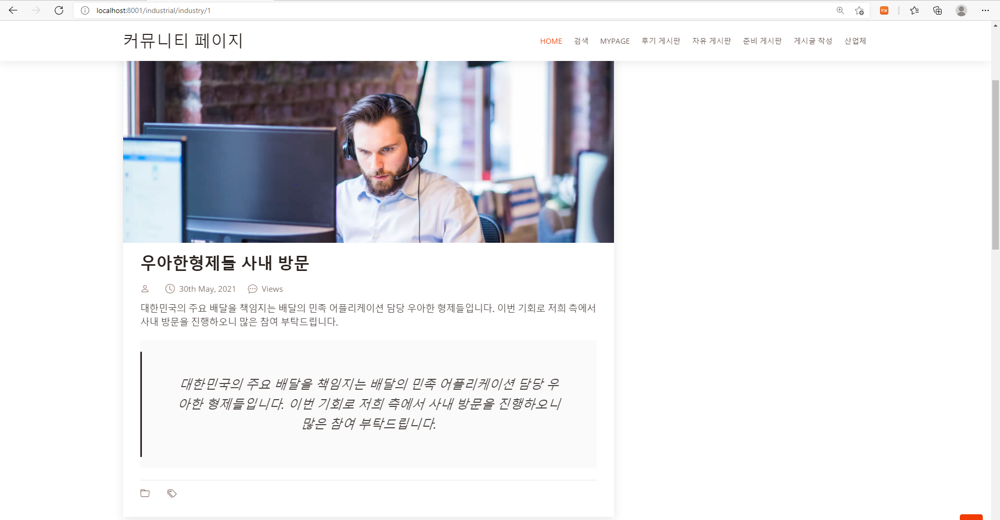 localhost:8001/industrial/industry/1
커뮤니티 페이지
HOME 검색 MYPAGE 후기 게시판 자유 게시판 준비 게시판 게시글 작성 산업체
우아한형제들 사내 방문
30th May, 2021 Views
대한민국의 주요 배달을 책임지는 배달의 민족 어플리케이션 담당 우아한 형제들입니다. 이번 기회로 저희 측에서
사내 방문을 진행하오니 많은 참여 부탁드립니다.
대한민국의 주요 배달을 책임지는 배달의 민족 어플리케이션 담당 우
아한 형제들입니다. 이번 기회로 저희 측에서 사내 방문을 진행하오니
많은 참여 부탁드립니다.